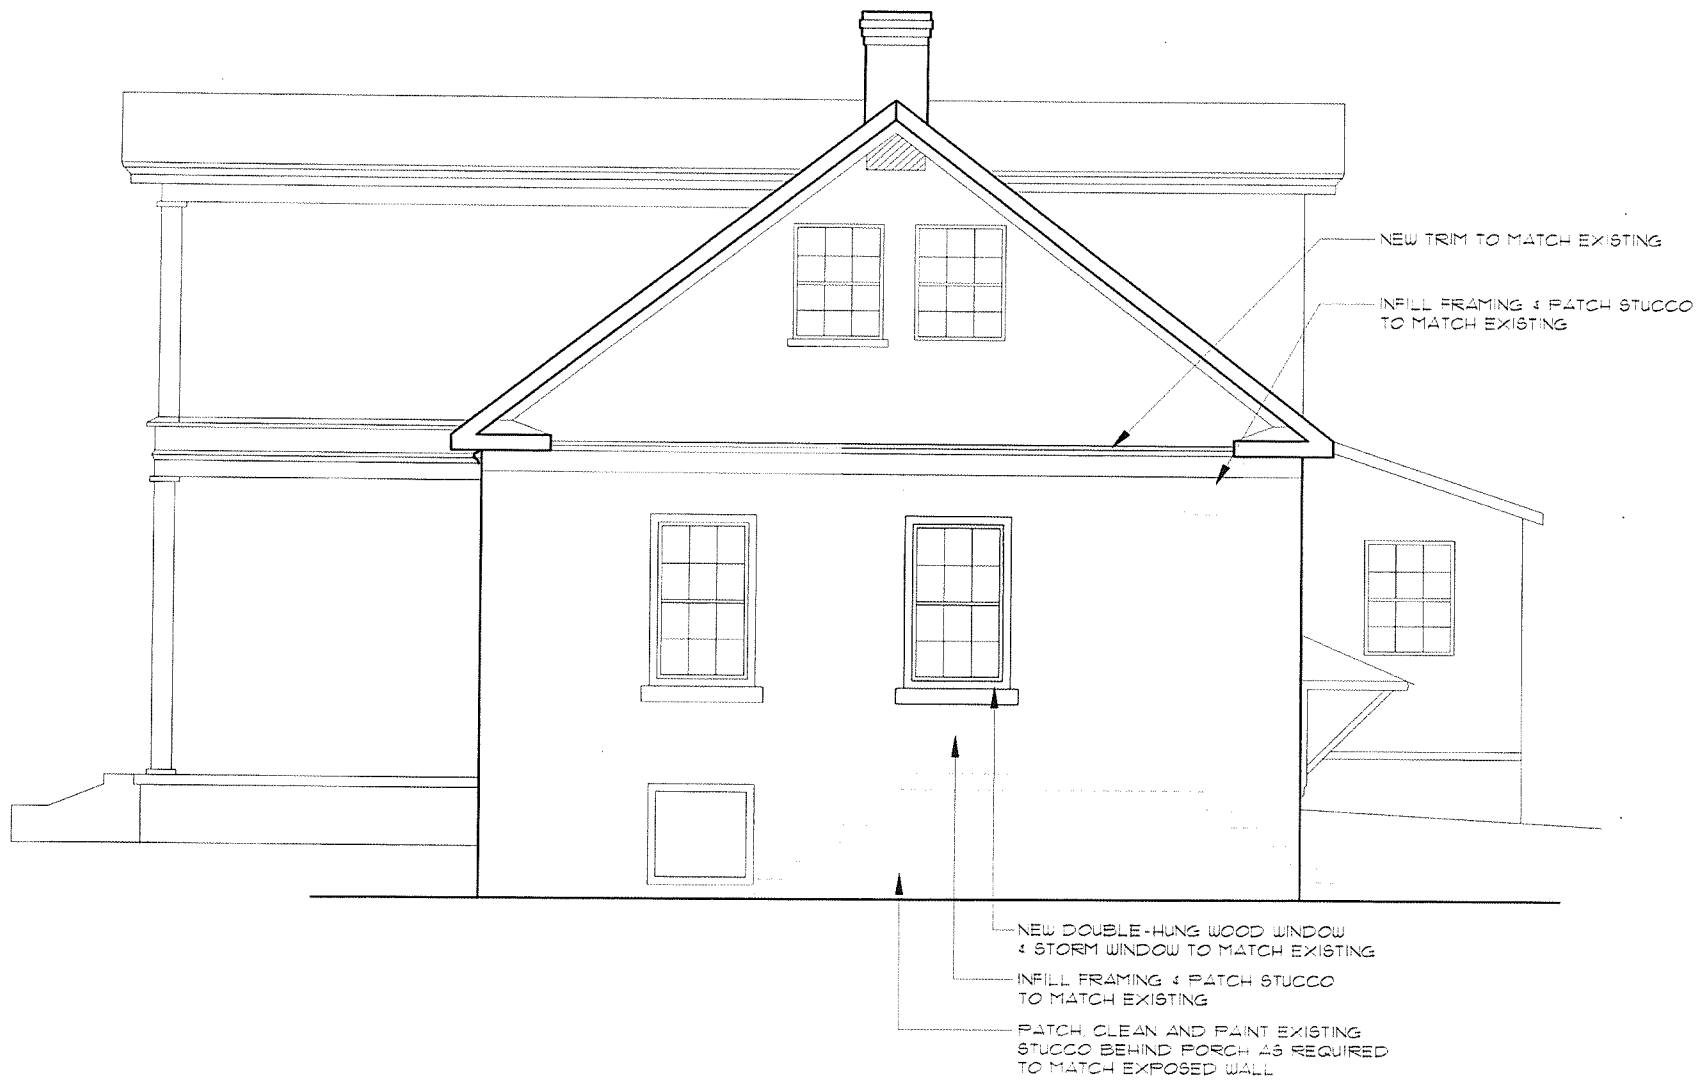 NEW TRIM TO MATCH EXISTING
INFILL FRAMING & PATCH STUCCO
TO MATCH EXISTING
NEW DOUBLE-HUNG WOOD WINDOW
& STORM WINDOW TO MATCH EXISTING
INFILL FRAMING & PATCH STUCCO
TO MATCH EXISTING
PATCH, CLEAN AND PAINT EXISTING
STUCCO BEHIND PORCH AS REQUIRED
TO MATCH EXPOSED WALL